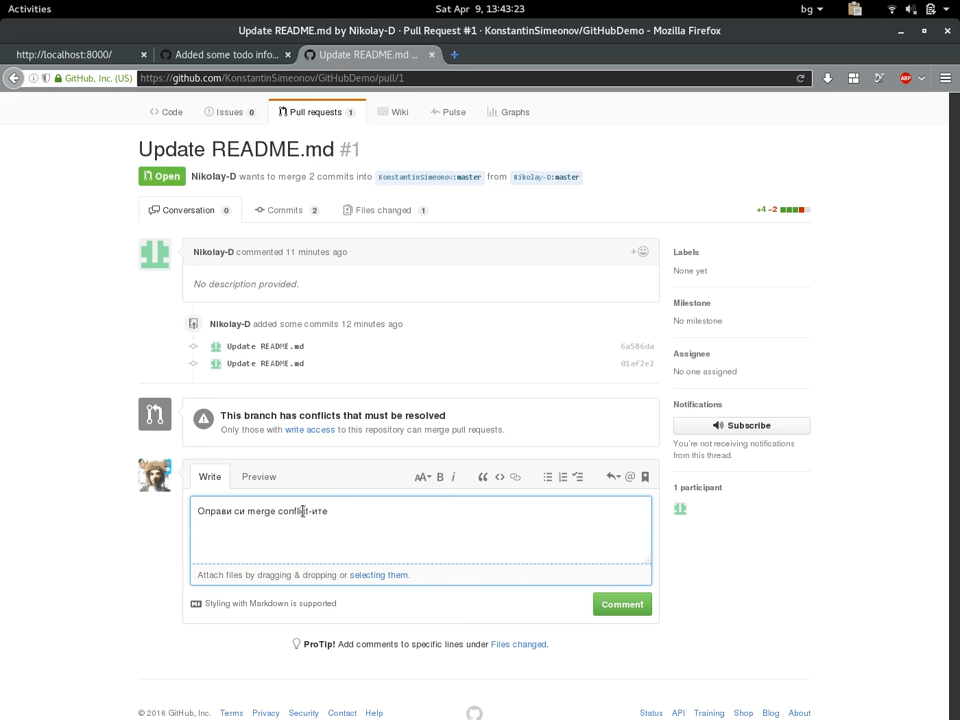 Activities
Sat Apr 9, 13:43:23
bg
Update README.md by Nikolay-D · Pull Request #1 · KonstantinSimeonov/GitHubDemo - Mozilla Firefox
http://localhost:8000/
Added some todo info...
Update README.md ...
GitHub, Inc. (US)
https://github.com/KonstantinSimeonov/GitHubDemo/pull/1
ABP
Code
Issues 0
Pull requests 1
Wiki
Pulse
Graphs
Update README.md #1
Open
Nikolay-D wants to merge 2 commits into KonstantinSimeonov:master from Nikolay-D:master
Conversation 0
Commits 2
Files changed 1
+4 −2
Nikolay-D commented 11 minutes ago
No description provided.
Nikolay-D added some commits 12 minutes ago
Update README.md 6a586da
Update README.md 01af2e2
This branch has conflicts that must be resolved
Only those with write access to this repository can merge pull requests.
Write
Preview
AA B i
Оправи си merge conflict-ите
Attach files by dragging & dropping or selecting them.
Styling with Markdown is supported
Comment
ProTip! Add comments to specific lines under Files changed.
Labels
None yet
Milestone
No milestone
Assignee
No one assigned
Notifications
Subscribe
You're not receiving notifications
from this thread.
1 participant
© 2016 GitHub, Inc. Terms Privacy Security Contact Help
Status API Training Shop Blog About